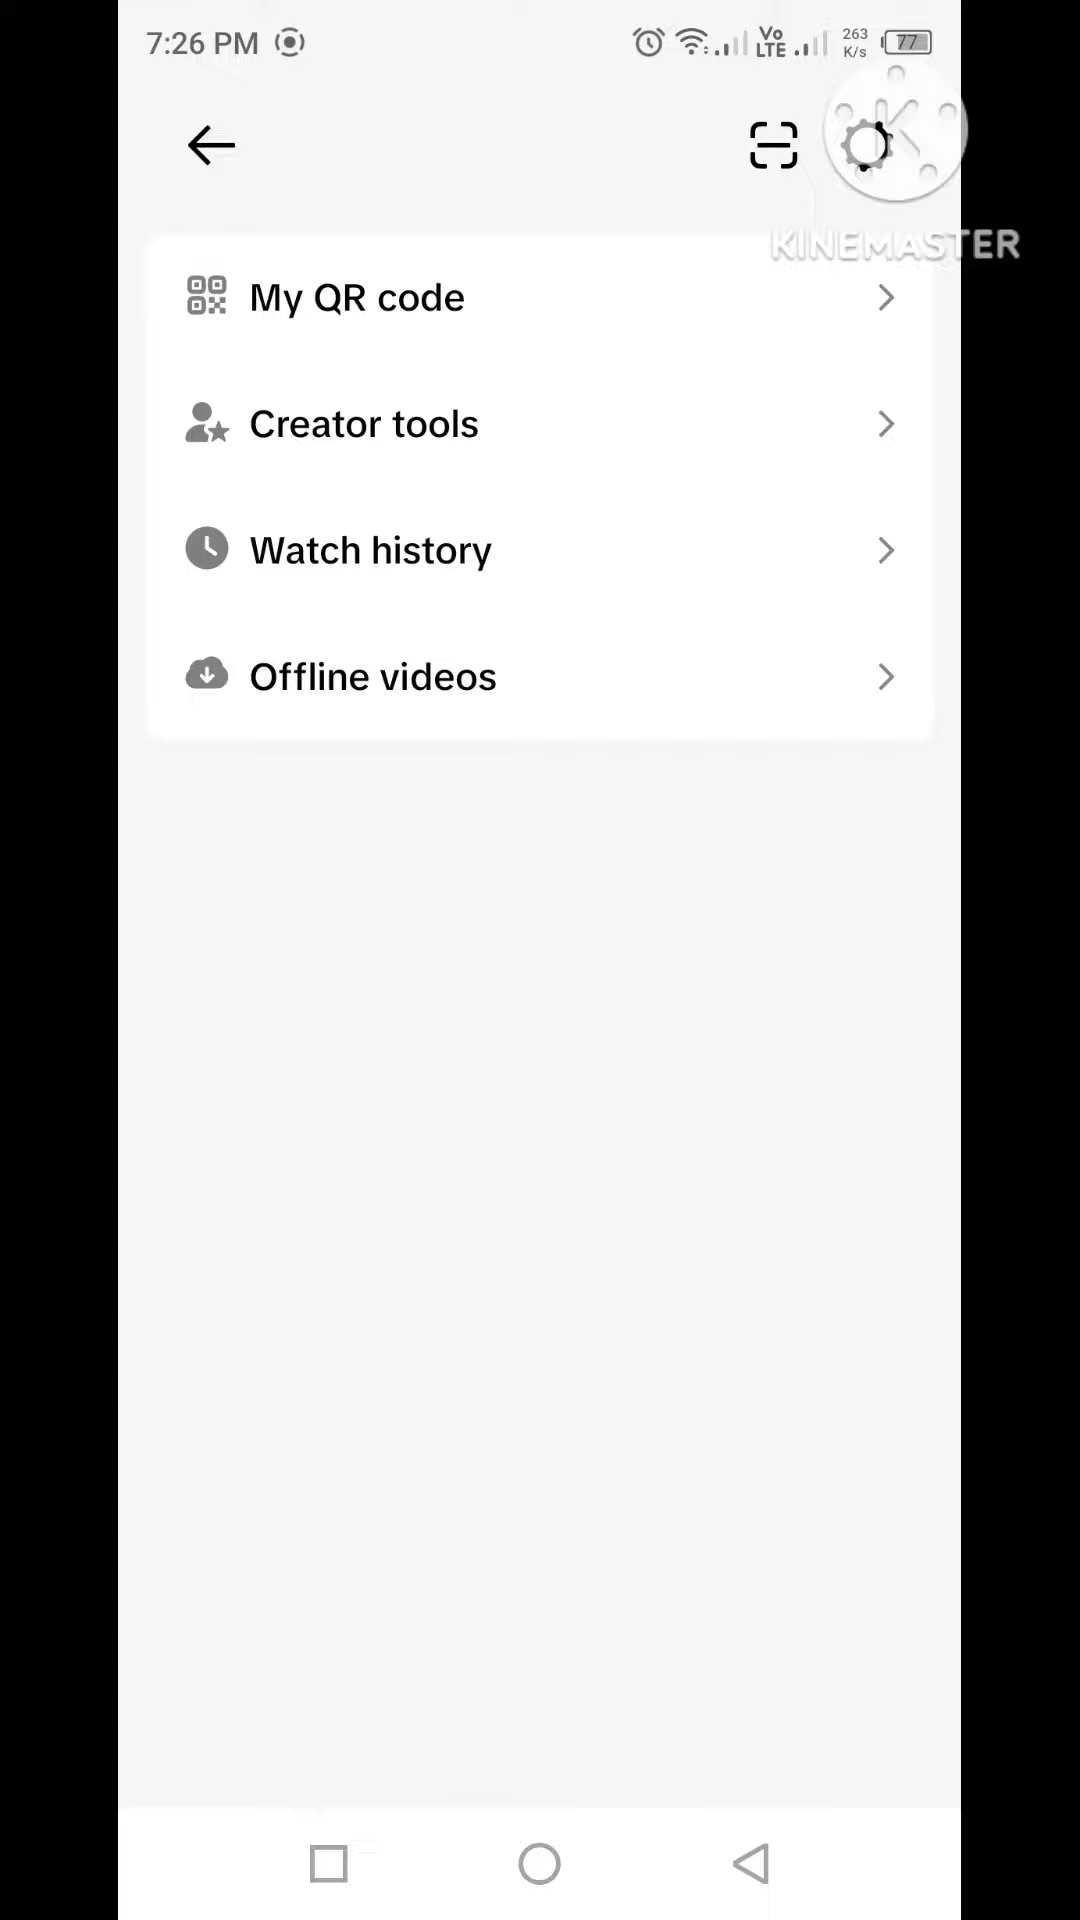 7:26 PM
Vo
LTE
263
K/s
77
KINEMASTER
My QR code
Creator tools
Watch history
Offline videos